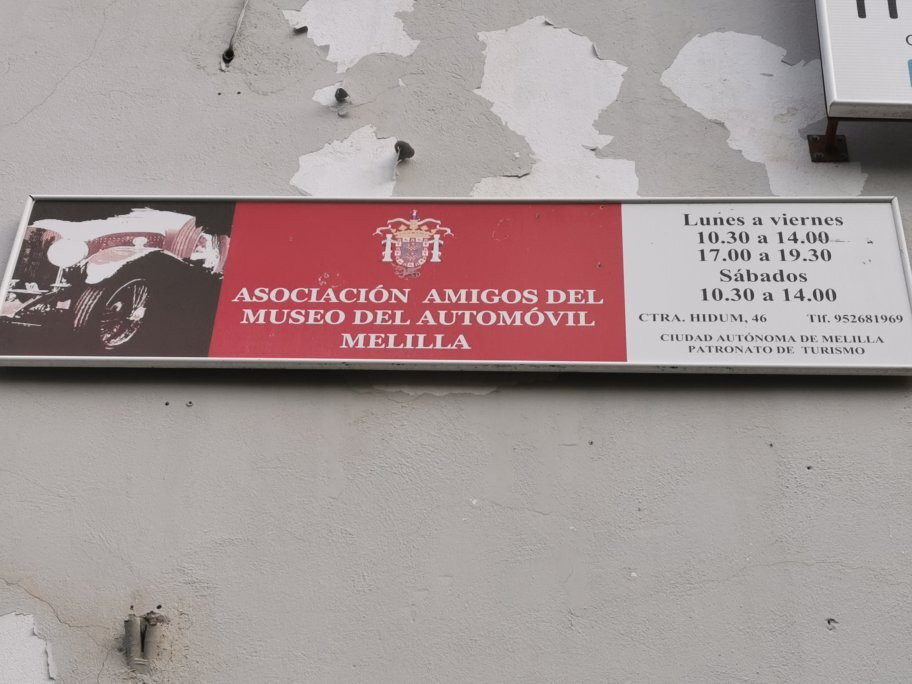 ASOCIACIÓN AMIGOS DEL
MUSEO DEL AUTOMÓVIL
MELILLA
Lunes a viernes
10.30 a 14.00
17.00 a 19.30
Sábados
10.30 a 14.00
CTRA. HIDUM, 46 Tlf. 952681969
CIUDAD AUTÓNOMA DE MELILLA
PATRONATO DE TURISMO